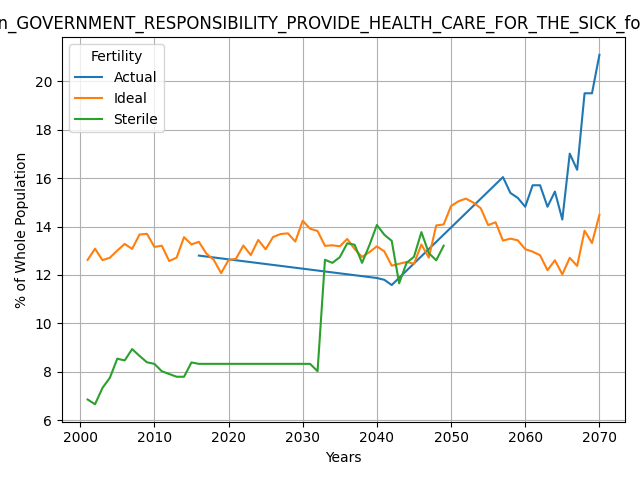 n_GOVERNMENT_RESPONSIBILITY_PROVIDE_HEALTH_CARE_FOR_THE_SICK_fo
Fertility
Actual
Ideal
Sterile
% of Whole Population
20
18
16
14
12
10
8
6
2000 2010 2020 2030 2040 2050 2060 2070
Years